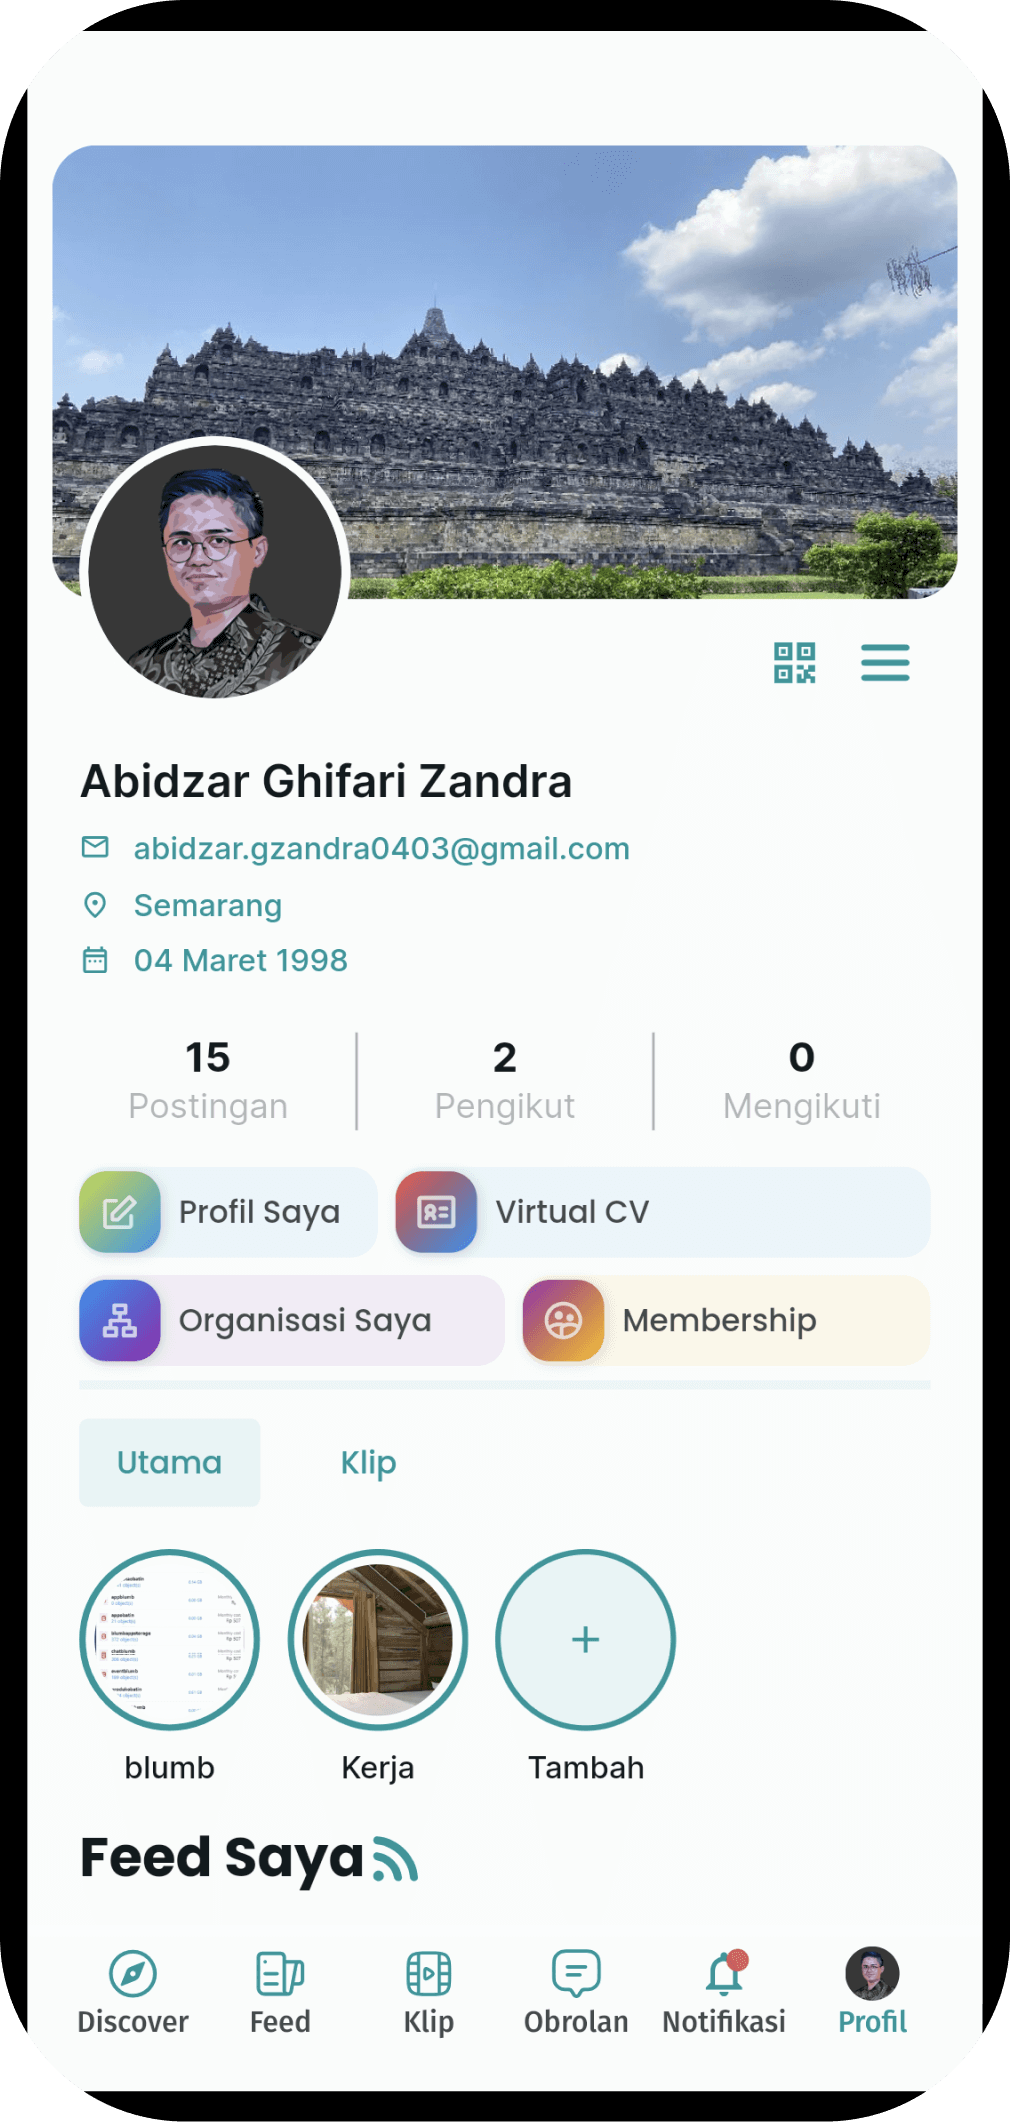 Abidzar Ghifari Zandra
abidzar.gzandra0403@gmail.com
Semarang
04 Maret 1998
15 2 0
Postingan Pengikut Mengikuti
Profil Saya Virtual CV
Organisasi Saya Membership
Utama Klip
blumb Kerja Tambah
Feed Saya
Discover Feed Klip Obrolan Notifikasi Profil